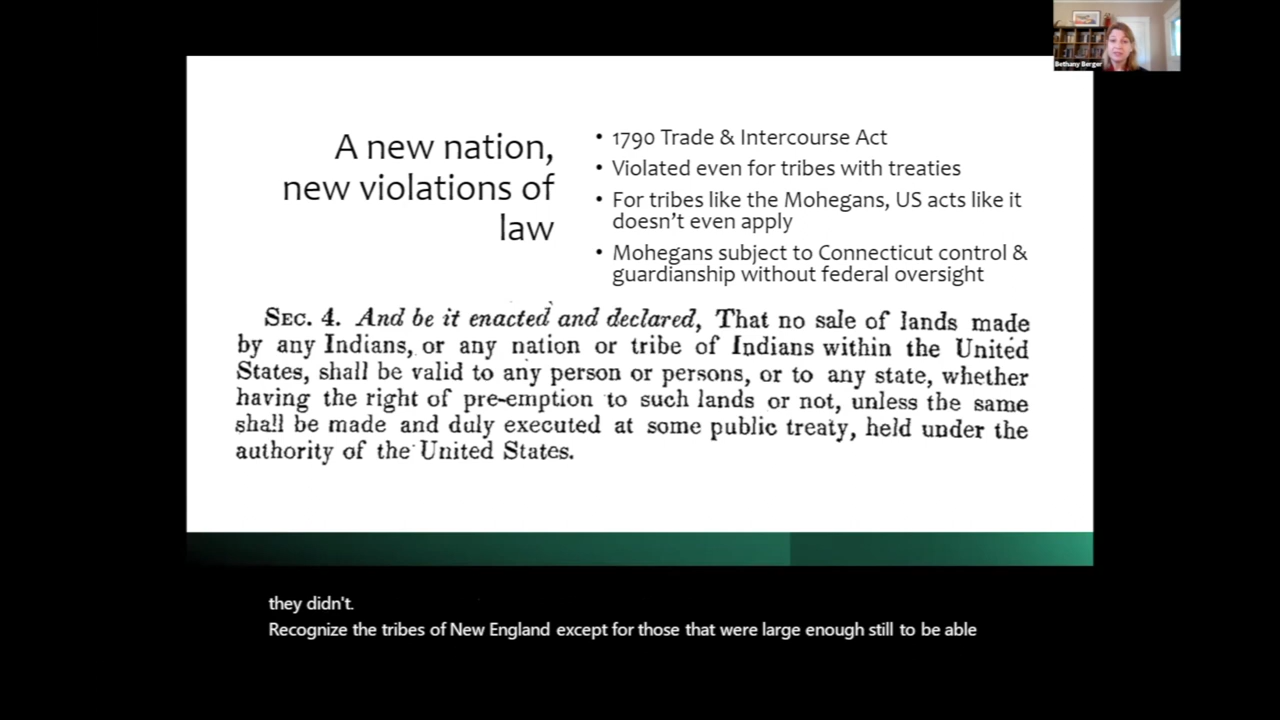 Bethany Berger
A new nation,
new violations of
law
• 1790 Trade & Intercourse Act
• Violated even for tribes with treaties
• For tribes like the Mohegans, US acts like it
doesn't even apply
• Mohegans subject to Connecticut control &
guardianship without federal oversight
SEC. 4. And be it enacted and declared, That no sale of lands made
by any Indians, or any nation or tribe of Indians within the United
States, shall be valid to any person or persons, or to any state, whether
having the right of pre-emption to such lands or not, unless the same
shall be made and duly executed at some public treaty, held under the
authority of the United States.
they didn't.
Recognize the tribes of New England except for those that were large enough still to be able